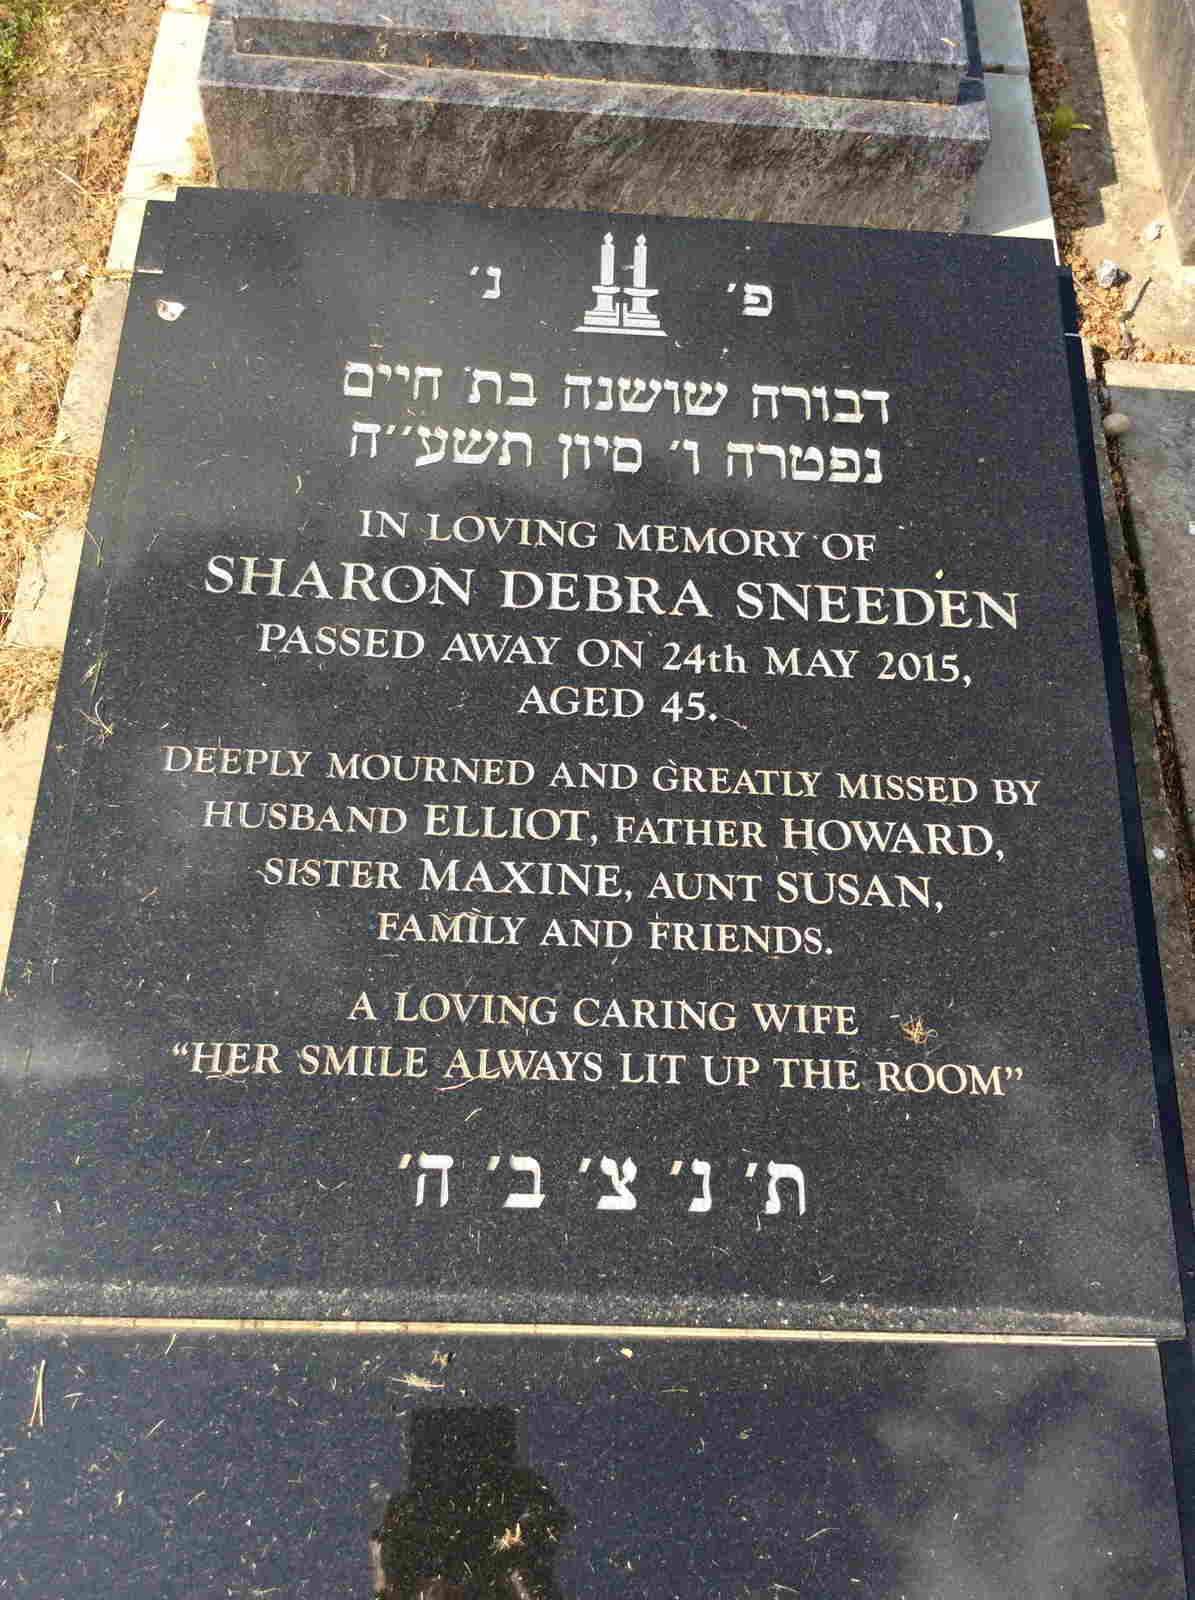 פ׳ נ׳
דבורה שושנה בת חיים
נפטרה ו׳ סיון תשע״ה
IN LOVING MEMORY OF
SHARON DEBRA SNEEDEN
PASSED AWAY ON 24th MAY 2015,
AGED 45.
DEEPLY MOURNED AND GREATLY MISSED BY
HUSBAND ELLIOT, FATHER HOWARD,
SISTER MAXINE, AUNT SUSAN,
FAMILY AND FRIENDS.
A LOVING CARING WIFE
“HER SMILE ALWAYS LIT UP THE ROOM”
ת׳ נ׳ צ׳ ב׳ ה׳